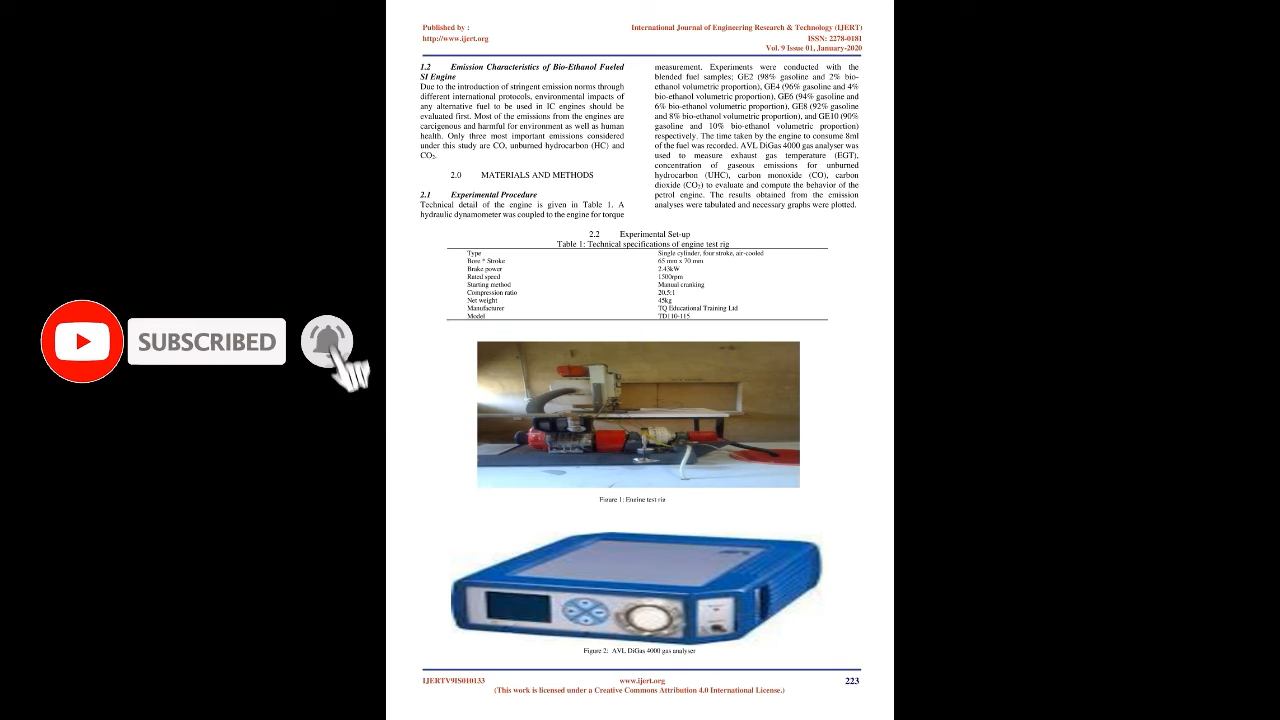 Published by :
http://www.ijert.org
International Journal of Engineering Research & Technology (IJERT)
ISSN: 2278-0181
Vol. 9 Issue 01, January-2020
1.2 Emission Characteristics of Bio-Ethanol Fueled
SI Engine
Due to the introduction of stringent emission norms through
different international protocols, environmental impacts of
any alternative fuel to be used in IC engines should be
evaluated first. Most of the emissions from the engines are
carcigenous and harmful for environment as well as human
health. Only three most important emissions considered
under this study are CO, unburned hydrocarbon (HC) and
CO₂.
2.0 MATERIALS AND METHODS
2.1 Experimental Procedure
Technical detail of the engine is given in Table 1. A
hydraulic dynamometer was coupled to the engine for torque
measurement. Experiments were conducted with the
blended fuel samples; GE2 (98% gasoline and 2% bio-
ethanol volumetric proportion), GE4 (96% gasoline and 4%
bio-ethanol volumetric proportion), GE6 (94% gasoline and
6% bio-ethanol volumetric proportion), GE8 (92% gasoline
and 8% bio-ethanol volumetric proportion), and GE10 (90%
gasoline and 10% bio-ethanol volumetric proportion)
respectively. The time taken by the engine to consume 8ml
of the fuel was recorded. AVL DiGas 4000 gas analyser was
used to measure exhaust gas temperature (EGT),
concentration of gaseous emissions for unburned
hydrocarbon (UHC), carbon monoxide (CO), carbon
dioxide (CO₂) to evaluate and compute the behavior of the
petrol engine. The results obtained from the emission
analyses were tabulated and necessary graphs were plotted.
2.2 Experimental Set-up
Table 1: Technical specifications of engine test rig
Type Single cylinder, four stroke, air-cooled
Bore * Stroke 65 mm x 70 mm
Brake power 2.43kW
Rated speed 1500rpm
Starting method Manual cranking
Compression ratio 20.5:1
Net weight 45kg
Manufacturer TQ Educational Training Ltd
Model TD110-115
SUBSCRIBED
Figure 1: Engine test rig
Figure 2: AVL DiGas 4000 gas analyser
IJERTV9IS010133
www.ijert.org
223
(This work is licensed under a Creative Commons Attribution 4.0 International License.)